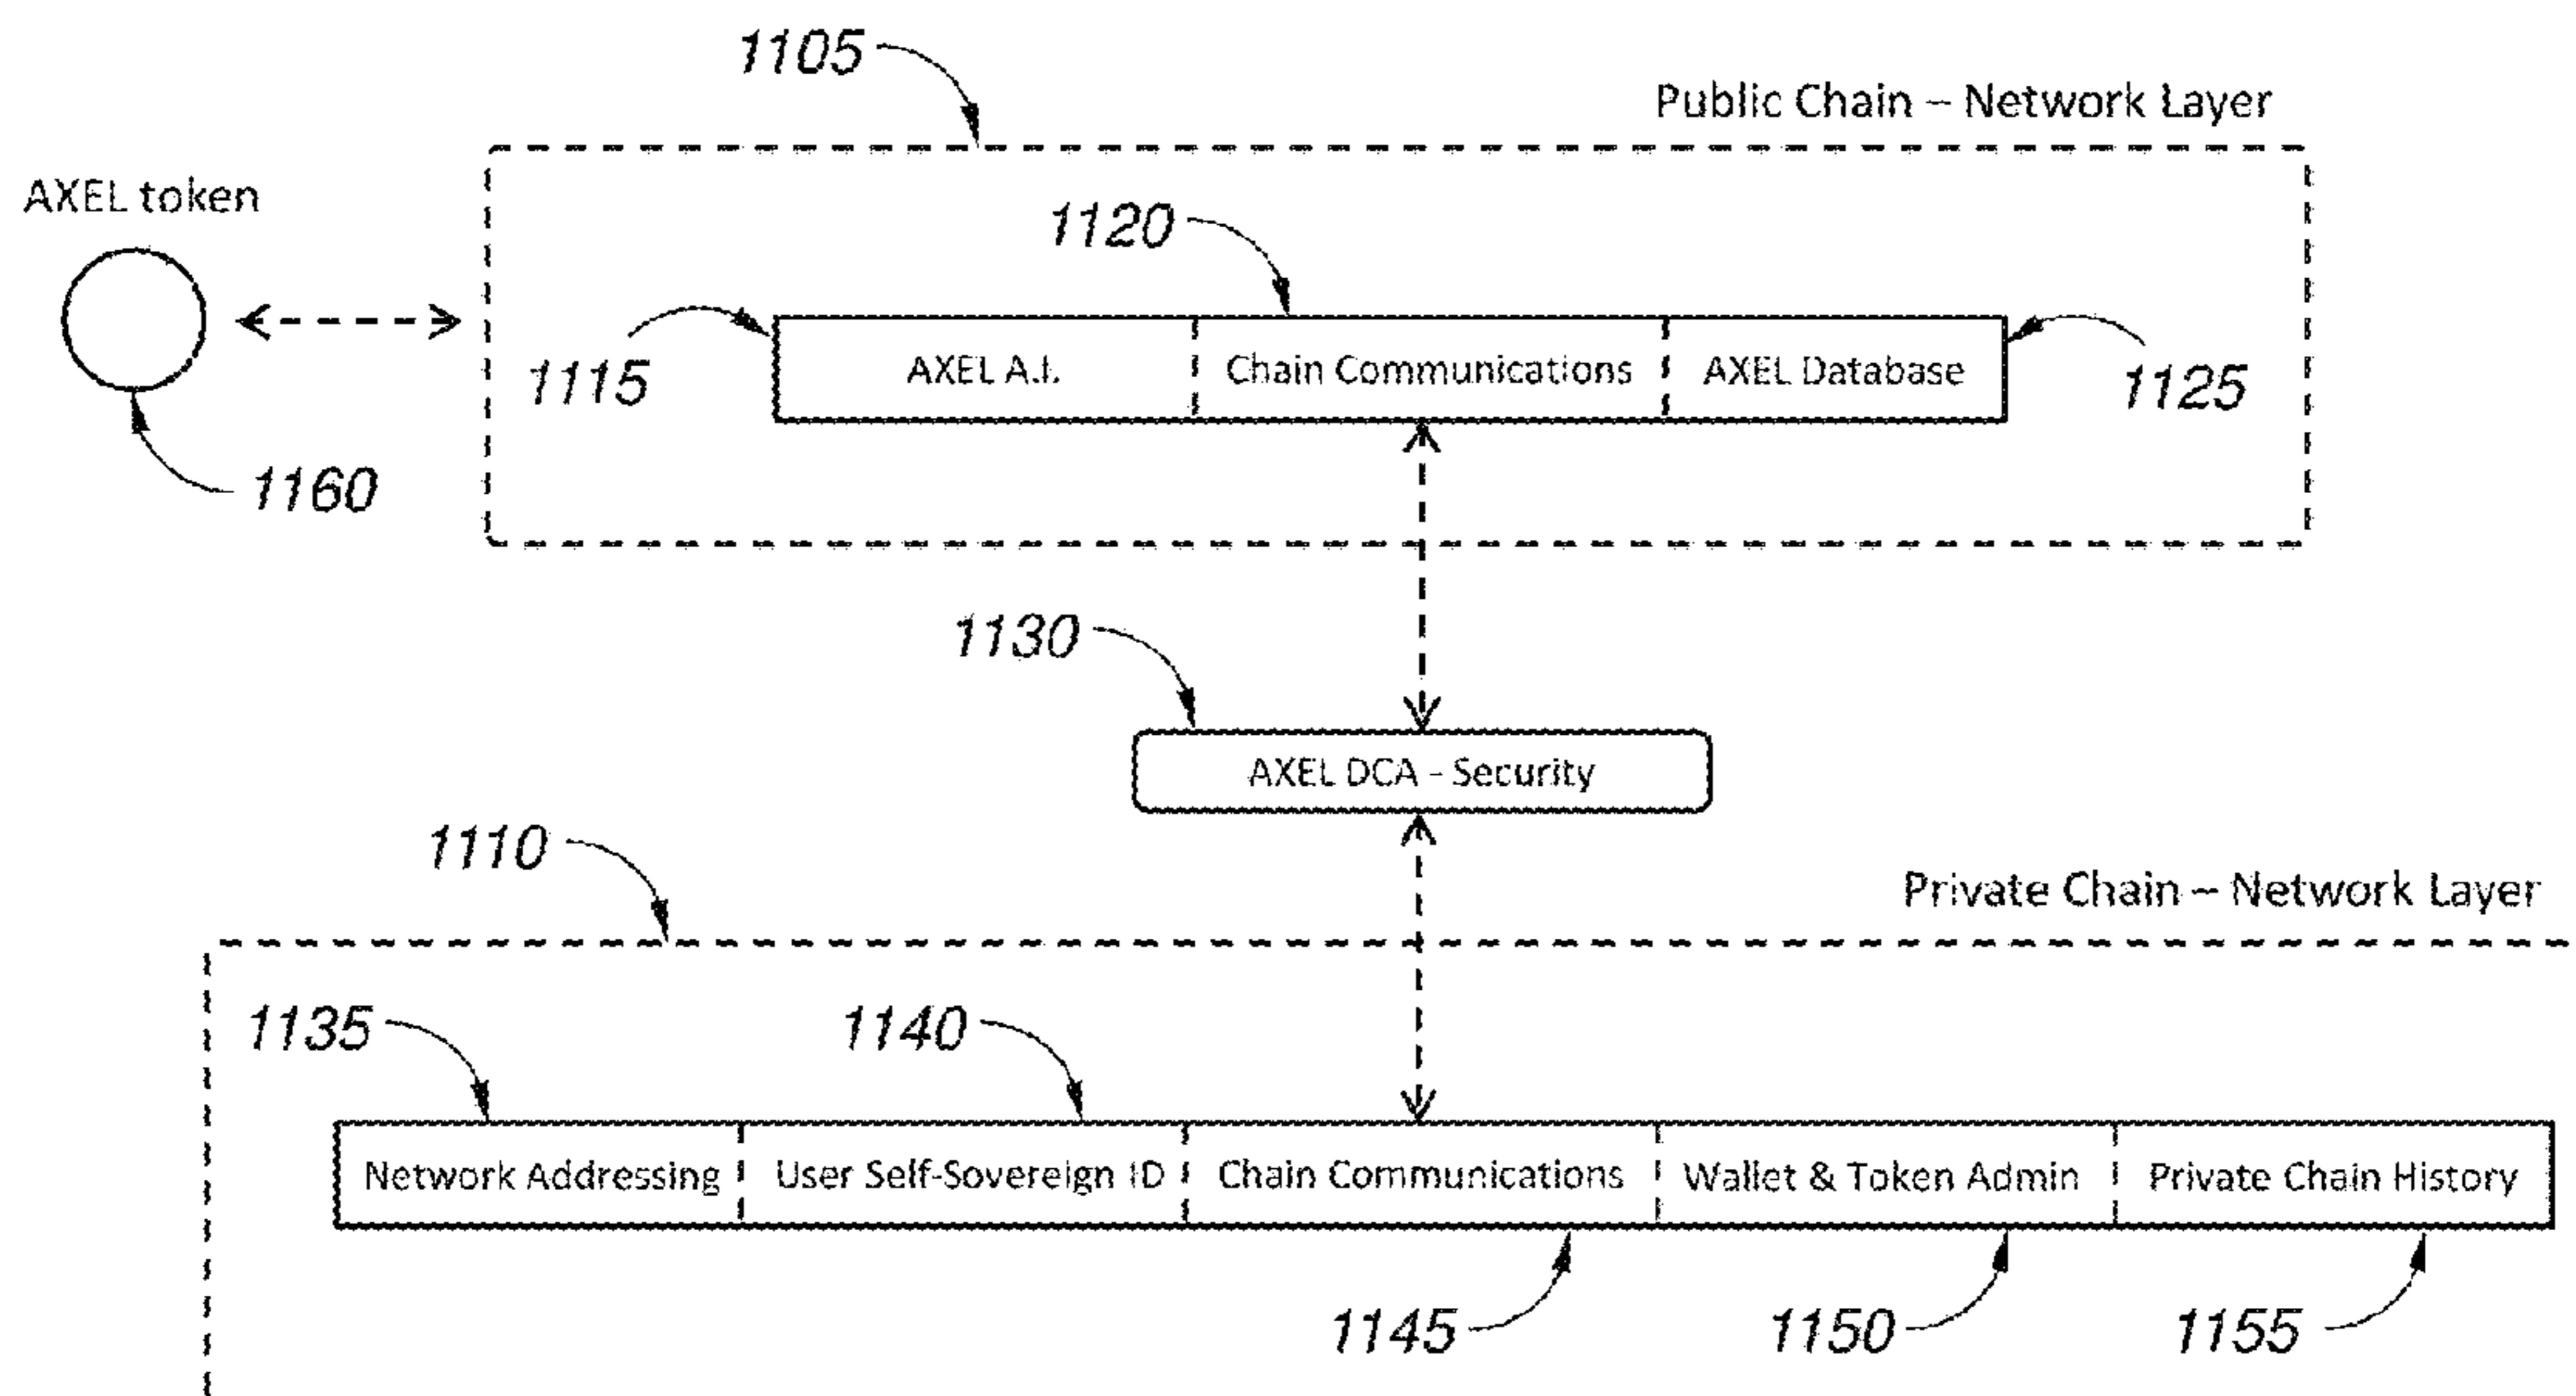 1105
Public Chain – Network Layer
AXEL token
1120
1115
AXEL A.I.
Chain Communications
AXEL Database
1125
1160
1130
AXEL DCA - Security
1110
Private Chain – Network Layer
1135
1140
Network Addressing
User Self-Sovereign ID
Chain Communications
Wallet & Token Admin
Private Chain History
1145
1150
1155